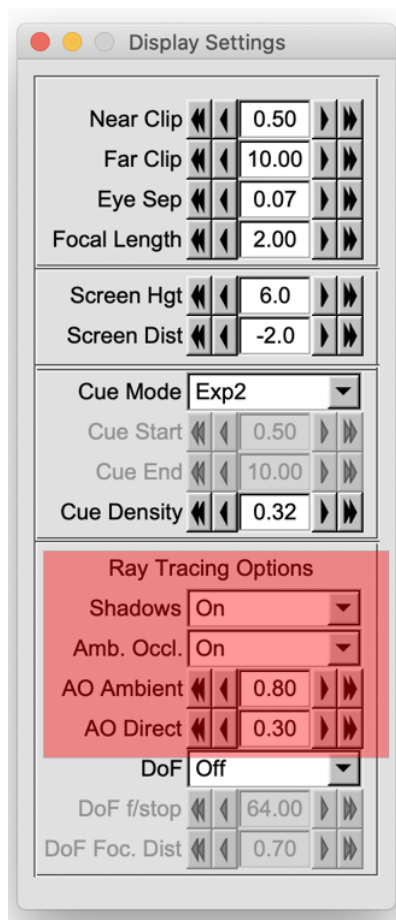 Display Settings
Near Clip 0.50
Far Clip 10.00
Eye Sep 0.07
Focal Length 2.00
Screen Hgt 6.0
Screen Dist -2.0
Cue Mode Exp2
Cue Start 0.50
Cue End 10.00
Cue Density 0.32
Ray Tracing Options
Shadows On
Amb. Occl. On
AO Ambient 0.80
AO Direct 0.30
DoF Off
DoF f/stop 64.00
DoF Foc. Dist 0.70